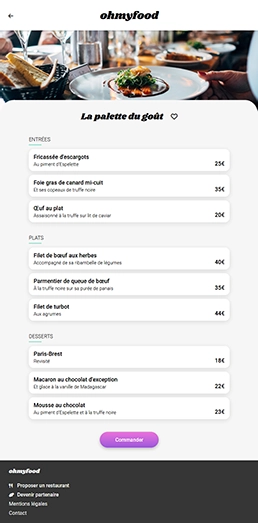 ohmyfood
La palette du goût
ENTRÉES
Fricassée d'escargots
Au piment d'Espelette
25€
Foie gras de canard mi-cuit
Et ses copeaux de truffe noire
35€
Œuf au plat
Assaisonné à la truffe sur lit de caviar
20€
PLATS
Filet de bœuf aux herbes
Accompagné de sa ribambelle de légumes
40€
Parmentier de queue de bœuf
À la truffe noire sur sa purée de panais
35€
Filet de turbot
Aux agrumes
44€
DESSERTS
Paris-Brest
Revisité
18€
Macaron au chocolat d'exception
Et glace à la vanille de Madagascar
22€
Mousse au chocolat
Au piment d'Espelette et à la truffe noire
23€
Commander
ohmyfood
Proposer un restaurant
Devenir partenaire
Mentions légales
Contact